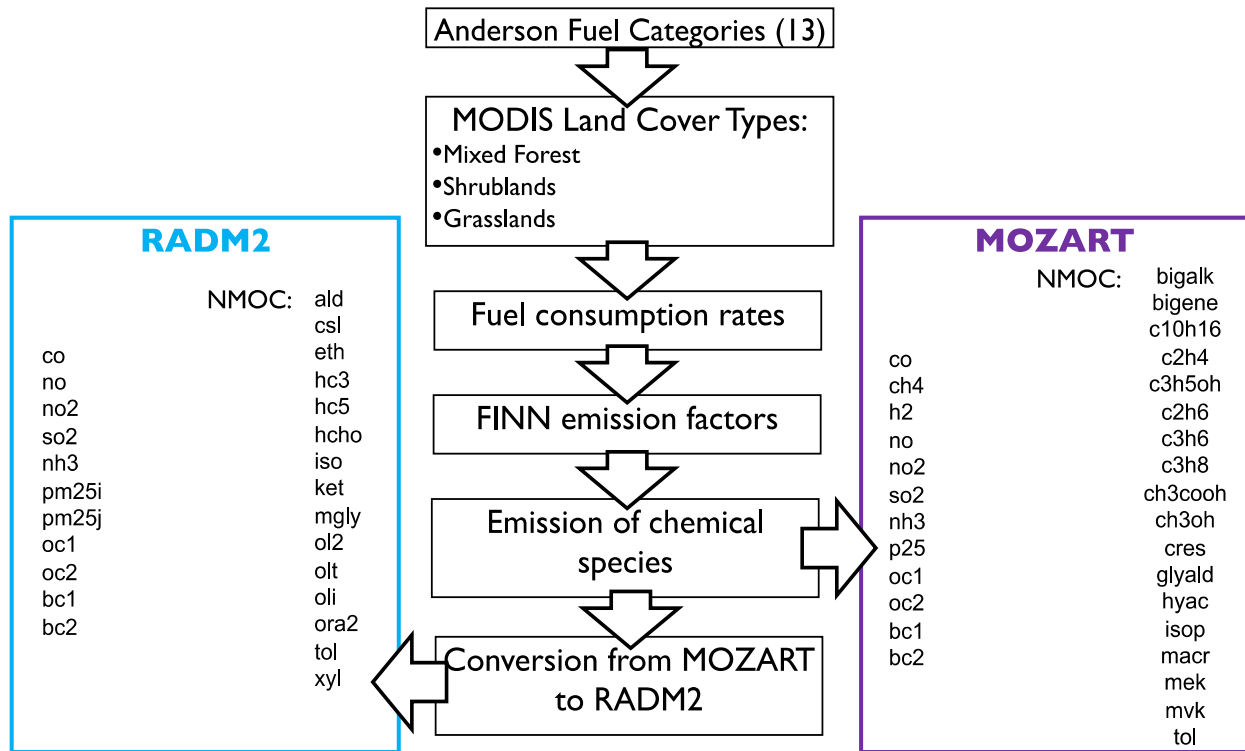 Anderson Fuel Categories (13)
MODIS Land Cover Types:
•Mixed Forest
•Shrublands
•Grasslands
Fuel consumption rates
FINN emission factors
Emission of chemical
species
Conversion from MOZART
to RADM2
RADM2
NMOC:
ald
csl
eth
hc3
hc5
hcho
iso
ket
mgly
ol2
olt
oli
ora2
tol
xyl
co
no
no2
so2
nh3
pm25i
pm25j
oc1
oc2
bc1
bc2
MOZART
NMOC:
bigalk
bigene
c10h16
c2h4
c3h5oh
c2h6
c3h6
c3h8
ch3cooh
ch3oh
cres
glyald
hyac
isop
macr
mek
mvk
tol
co
ch4
h2
no
no2
so2
nh3
p25
oc1
oc2
bc1
bc2